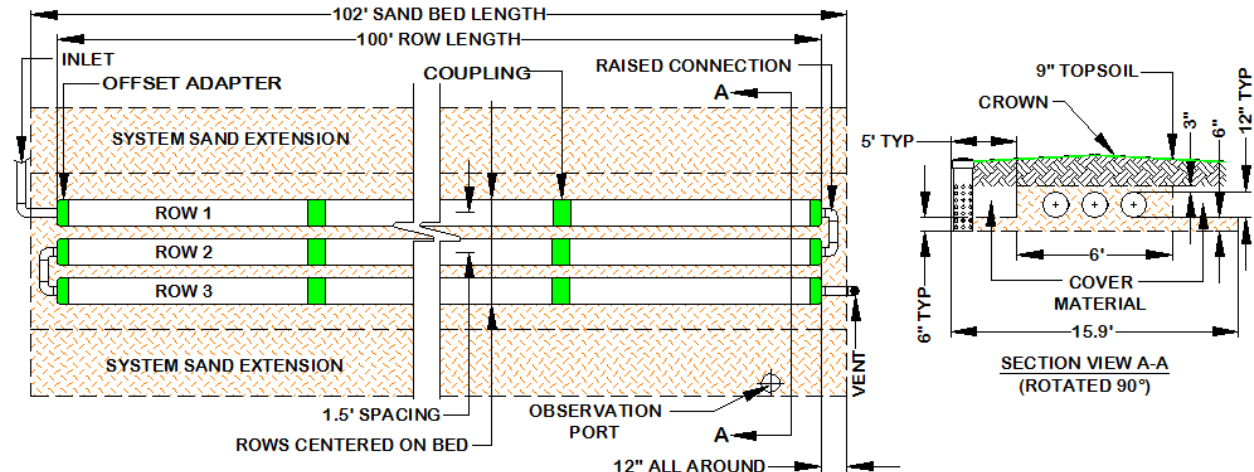 102' SAND BED LENGTH
100' ROW LENGTH
INLET
OFFSET ADAPTER
COUPLING
RAISED CONNECTION
A
SYSTEM SAND EXTENSION
ROW 1
ROW 2
ROW 3
SYSTEM SAND EXTENSION
1.5' SPACING
ROWS CENTERED ON BED
OBSERVATION
PORT
A
12" ALL AROUND
VENT
9" TOPSOIL
CROWN
5' TYP
3"
6"
12" TYP
6'
COVER
MATERIAL
6" TYP
15.9'
SECTION VIEW A-A
(ROTATED 90°)